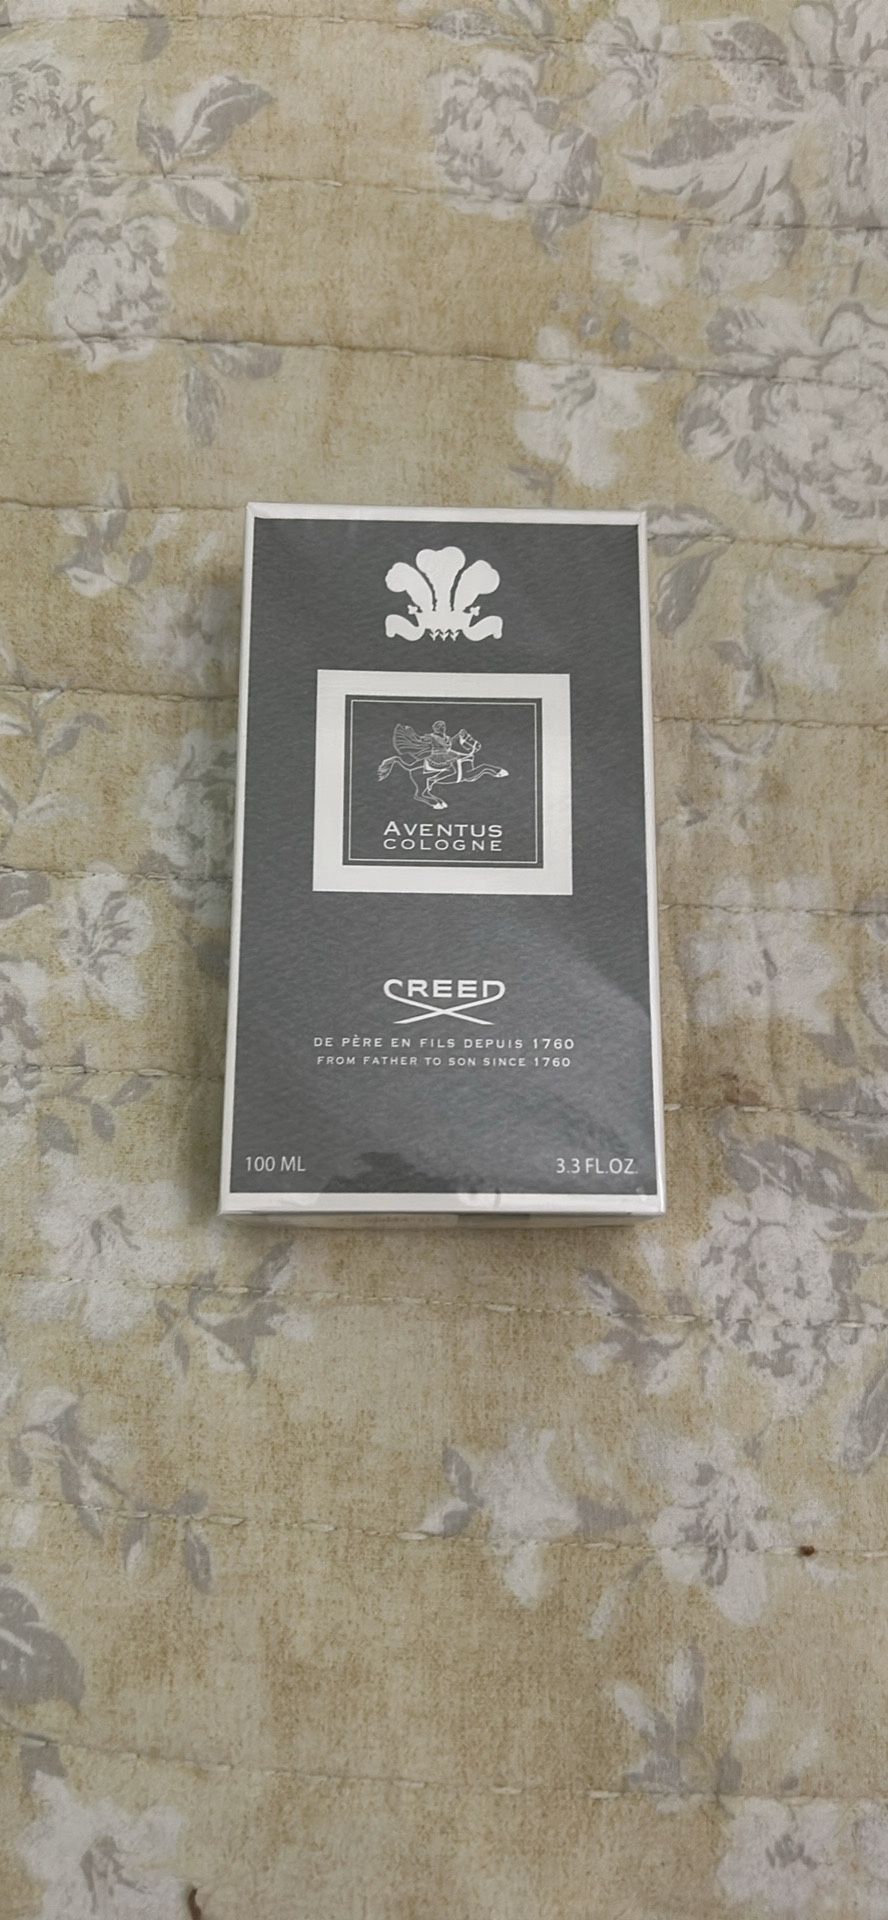 AVENTUS
COLOGNE
CREED
DE PÈRE EN FILS DEPUIS 1760
FROM FATHER TO SON SINCE 1760
100 ML 3.3 FL.OZ.